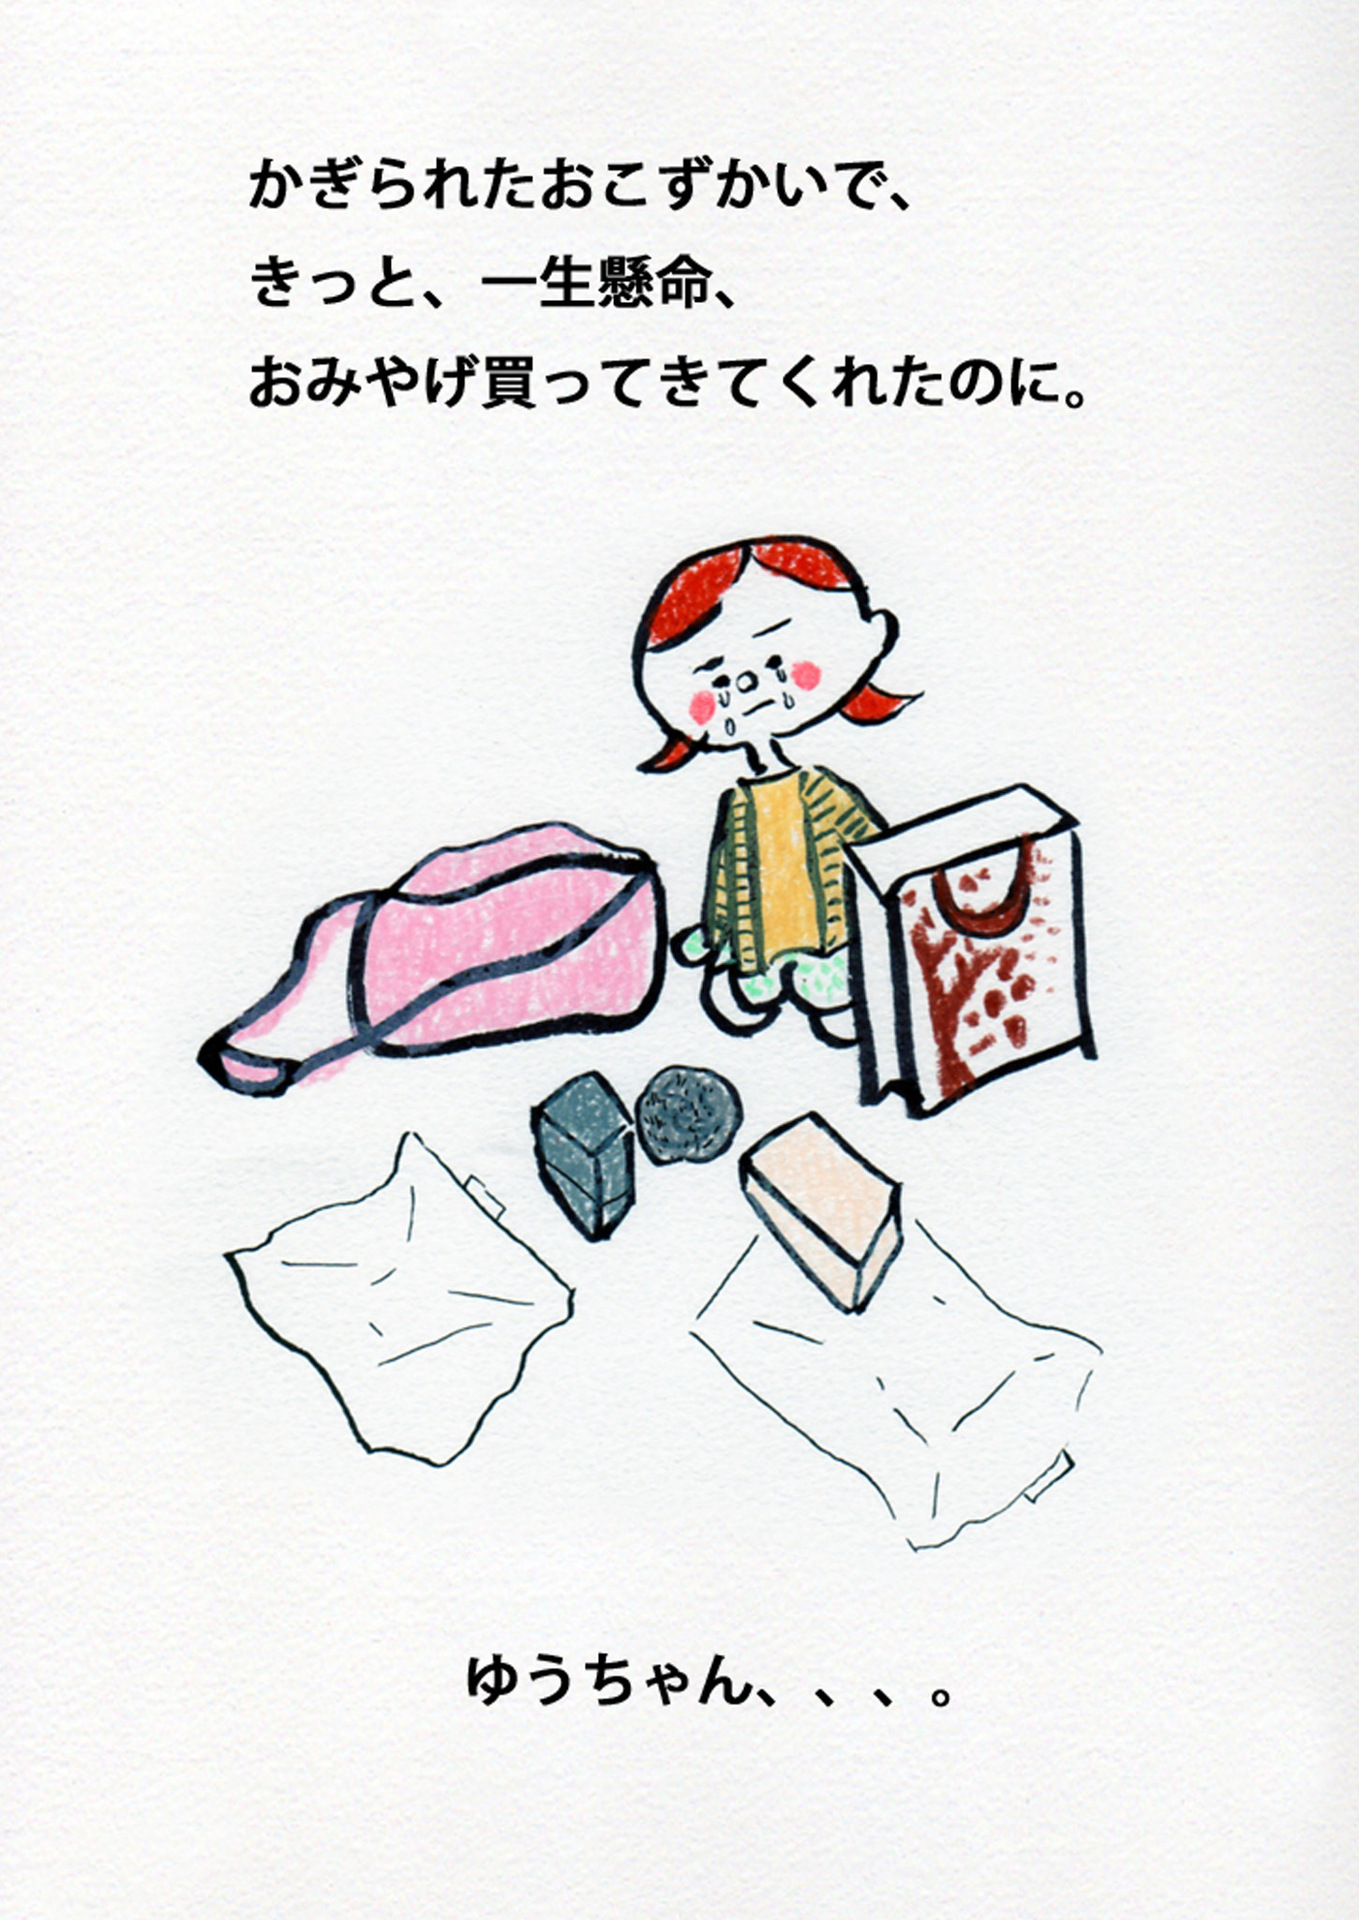 かぎられたおこずかいで、
きっと、一生懸命、
おみやげ買ってきてくれたのに。
ゆうちゃん、、、。